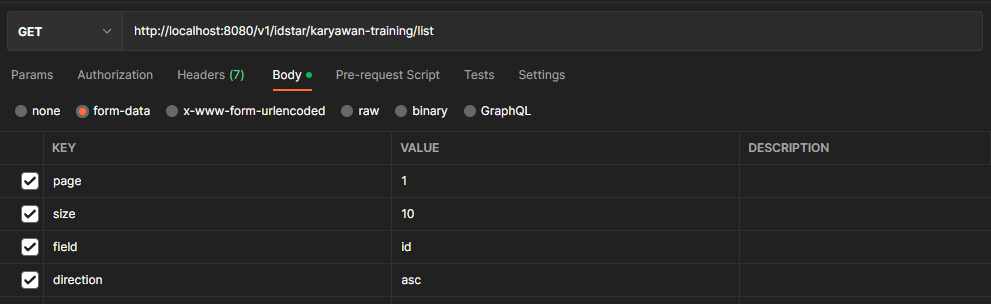 GET http://localhost:8080/v1/idstar/karyawan-training/list
Params Authorization Headers (7) Body Pre-request Script Tests Settings
none form-data x-www-form-urlencoded raw binary GraphQL
KEY VALUE DESCRIPTION
page 1
size 10
field id
direction asc